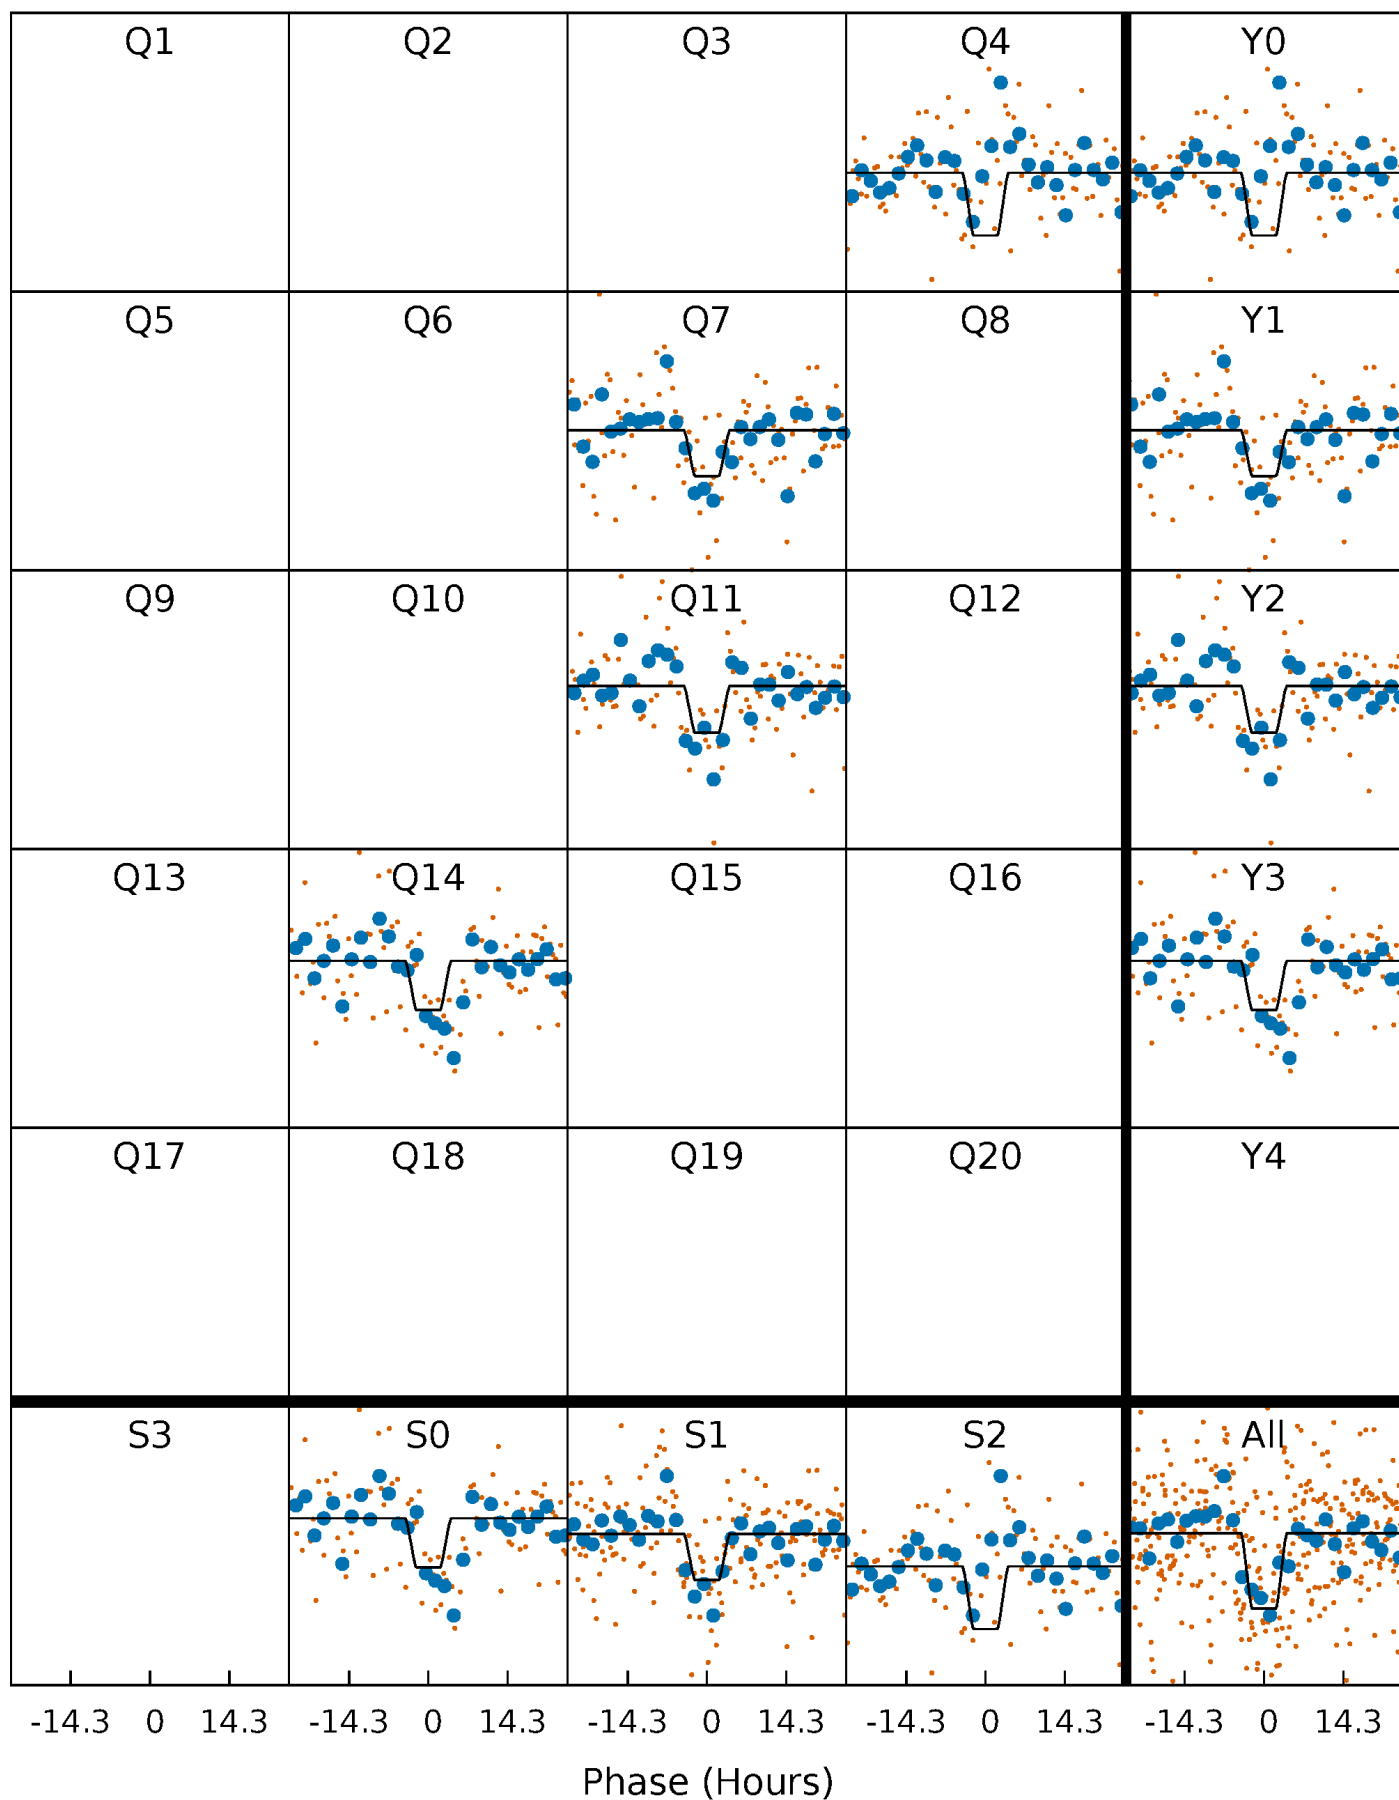 Q1 Q2 Q3 Q4 Y0
Q5 Q6 Q7 Q8 Y1
Q9 Q10 Q11 Q12 Y2
Q13 Q14 Q15 Q16 Y3
Q17 Q18 Q19 Q20 Y4
S3 S0 S1 S2 All
-14.3 0 14.3 -14.3 0 14.3 -14.3 0 14.3 -14.3 0 14.3 -14.3 0 14.3
Phase (Hours)